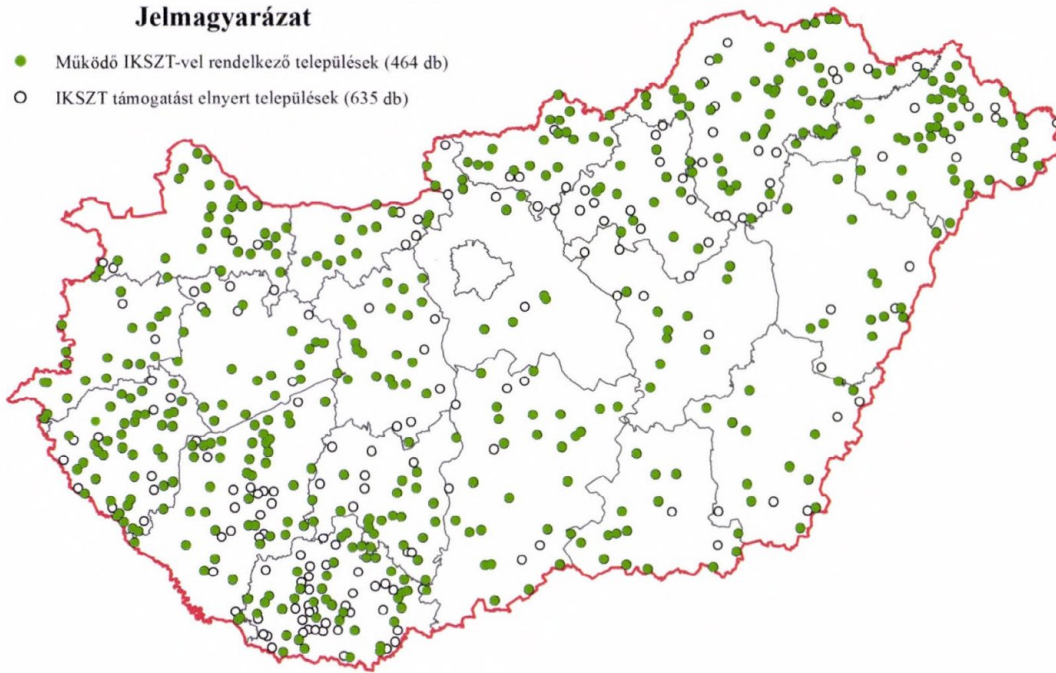 Jelmagyarázat
Működő IKSZT-vel rendelkező települések (464 db)
IKSZT támogatást elnyert települések (635 db)